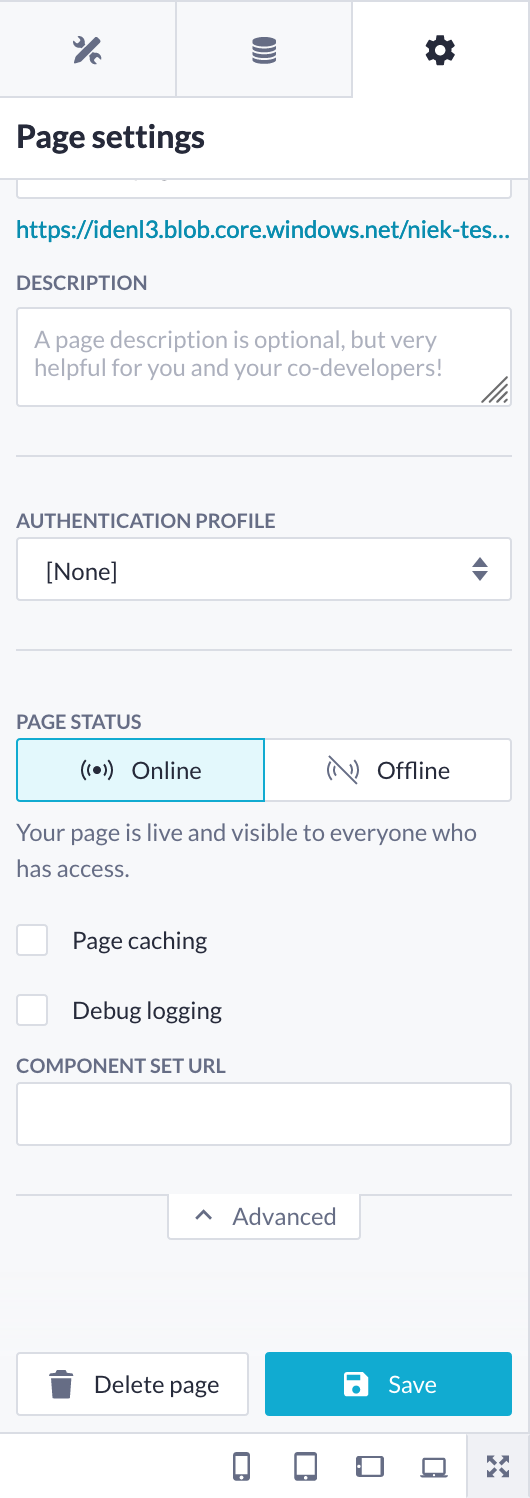 Page settings
https://idenl3.blob.core.windows.net/niek-tes...
DESCRIPTION
A page description is optional, but very
helpful for you and your co-developers!
AUTHENTICATION PROFILE
[None]
PAGE STATUS
Online
Offline
Your page is live and visible to everyone who
has access.
Page caching
Debug logging
COMPONENT SET URL
Advanced
Delete page
Save